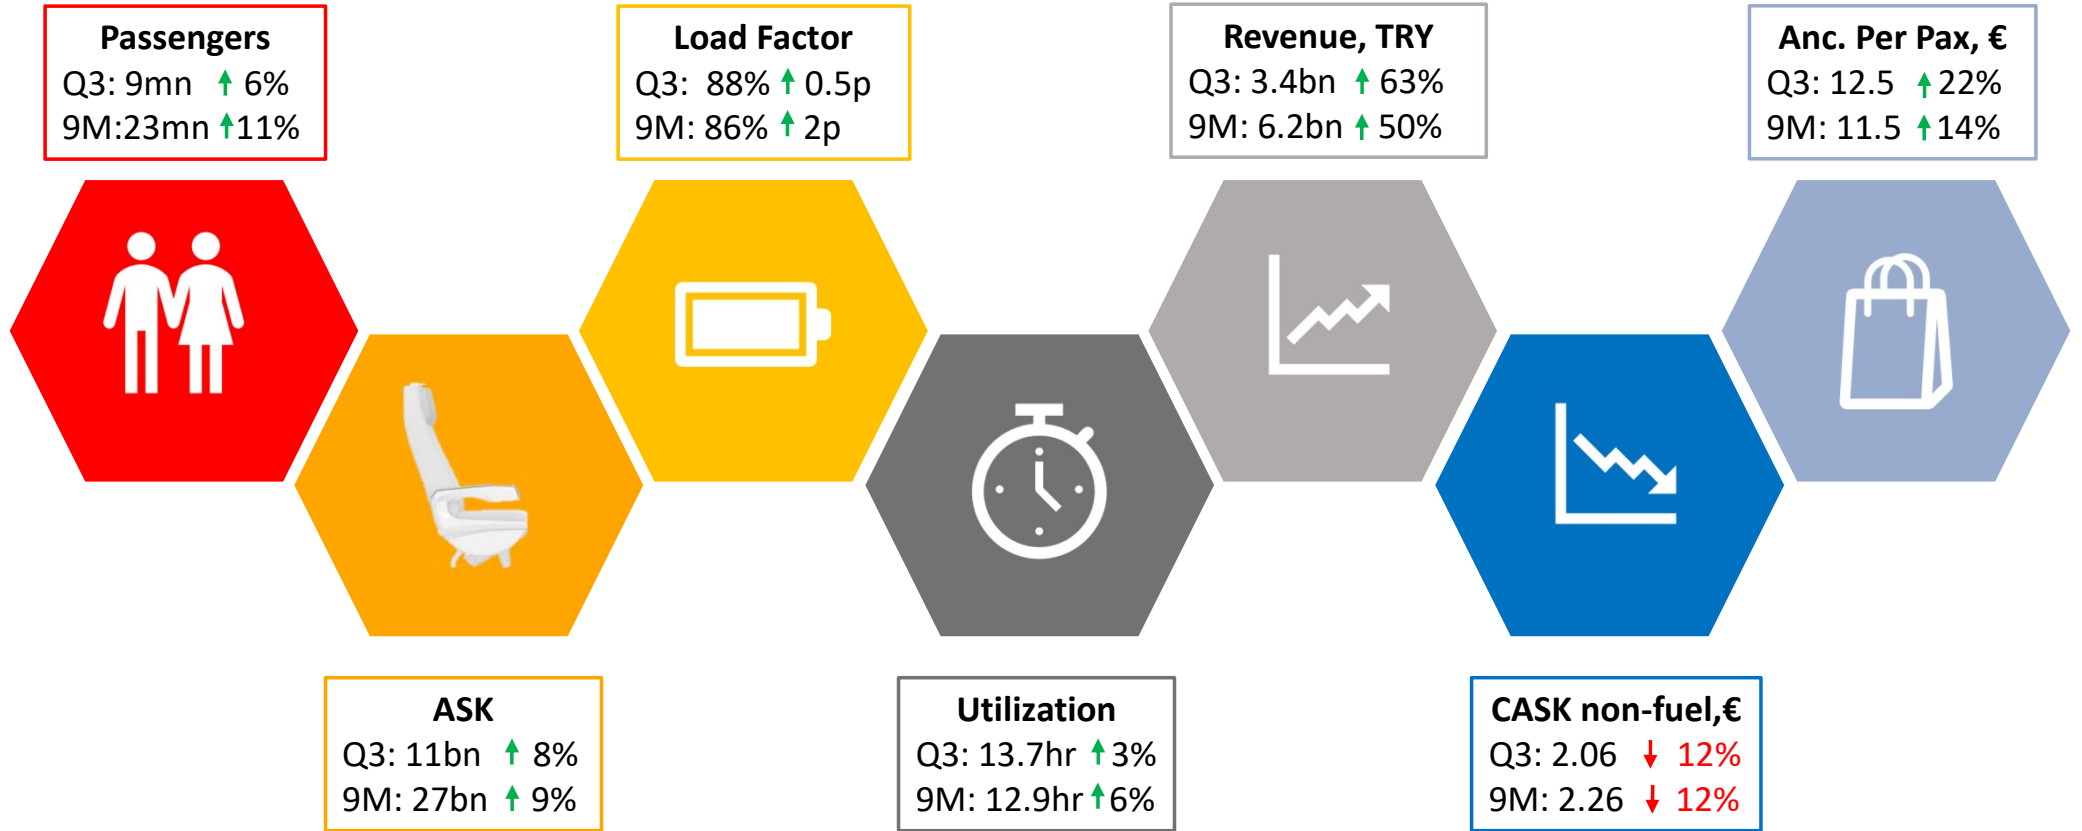 Passengers
Q3: 9mn ↑ 6%
9M:23mn ↑11%
Load Factor
Q3: 88% ↑ 0.5p
9M: 86% ↑ 2p
Revenue, TRY
Q3: 3.4bn ↑ 63%
9M: 6.2bn ↑ 50%
Anc. Per Pax, €
Q3: 12.5 ↑22%
9M: 11.5 ↑14%
ASK
Q3: 11bn ↑ 8%
9M: 27bn ↑ 9%
Utilization
Q3: 13.7hr ↑3%
9M: 12.9hr ↑6%
CASK non-fuel,€
Q3: 2.06 ↓ 12%
9M: 2.26 ↓ 12%